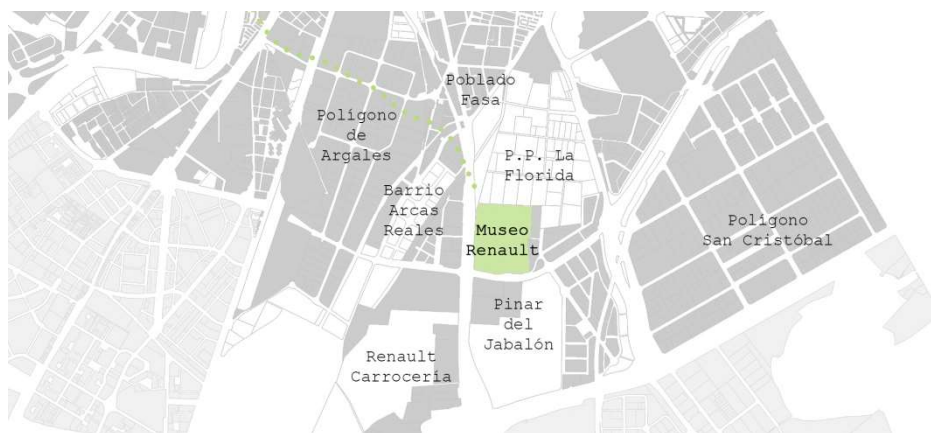 Poblado
Fasa
Polígono
de
Argales
P.P. La
Florida
Barrio
Arcas
Reales
Museo
Renault
Polígono
San Cristóbal
Pinar
del
Jabalón
Renault
Carrocería